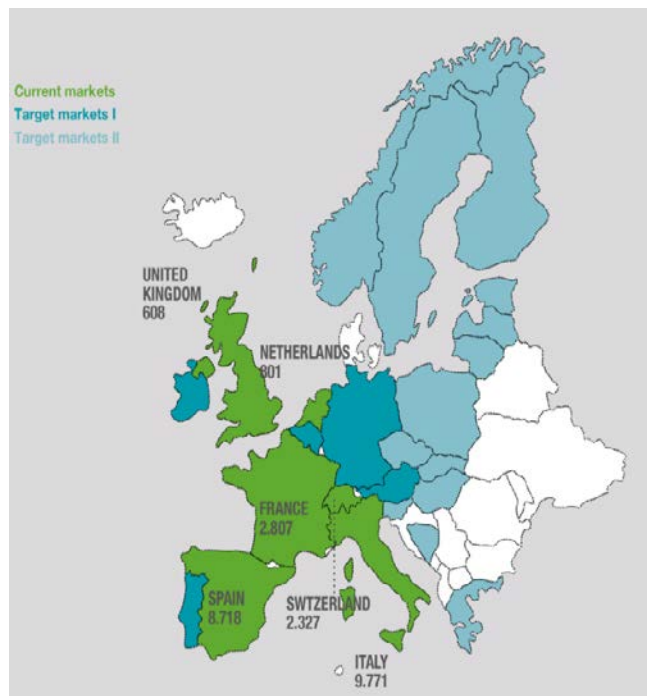 Current markets
Target markets I
Target markets II
UNITED
KINGDOM
608
NETHERLANDS
801
FRANCE
2.807
SPAIN
8.718
SWTZERLAND
2.327
ITALY
9.771